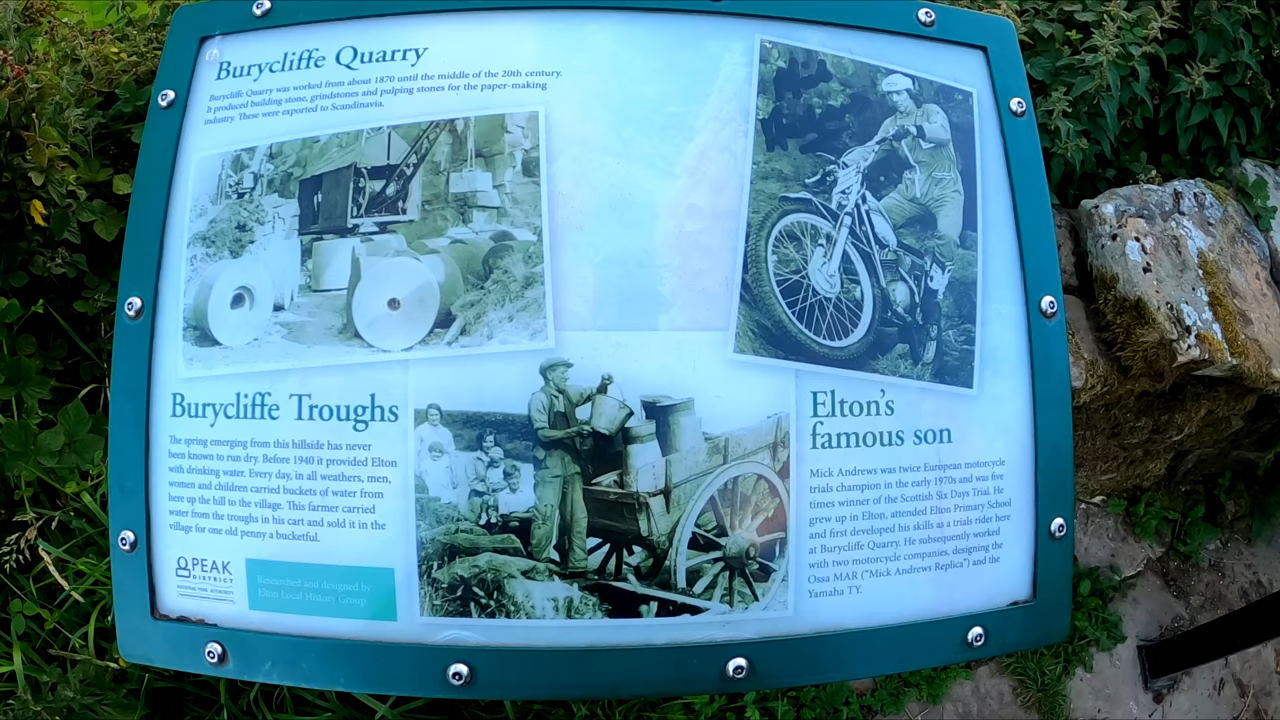 Burycliffe Quarry
Burycliffe Quarry was worked from about 1870 until the middle of the 20th century.
It produced building stone, grindstones and pulping stones for the paper-making
industry. These were exported to Scandinavia.
Burycliffe Troughs
The spring emerging from this hillside has never
been known to run dry. Before 1940 it provided Elton
with drinking water. Every day, in all weathers, men,
women and children carried buckets of water from
here up the hill to the village. This farmer carried
water from the troughs in his cart and sold it in the
village for one old penny a bucketful.
PEAK
DISTRICT
NATIONAL PARK AUTHORITY
Researched and designed by
Elton Local History Group
Elton's
famous son
Mick Andrews was twice European motorcycle
trials champion in the early 1970s and was five
times winner of the Scottish Six Days Trial. He
grew up in Elton, attended Elton Primary School
and first developed his skills as a trials rider here
at Burycliffe Quarry. He subsequently worked
with two motorcycle companies, designing the
Ossa MAR ("Mick Andrews Replica") and the
Yamaha TY.